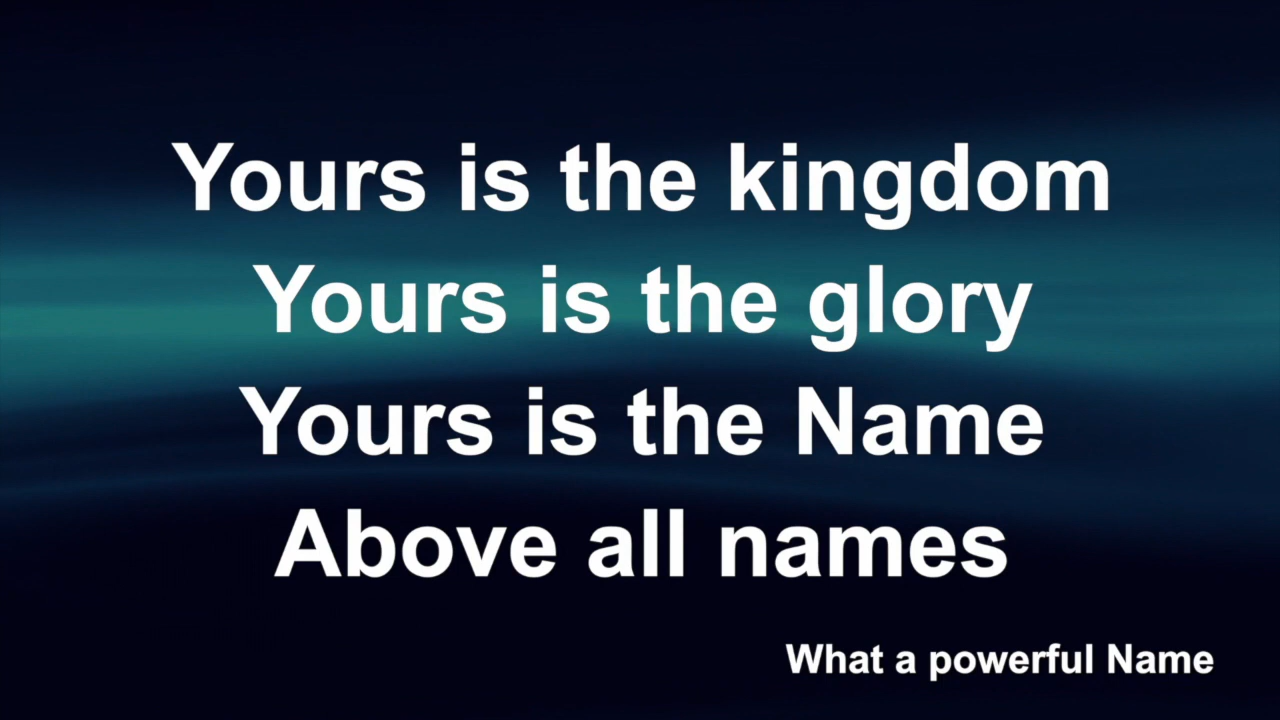 Yours is the kingdom
Yours is the glory
Yours is the Name
Above all names
What a powerful Name